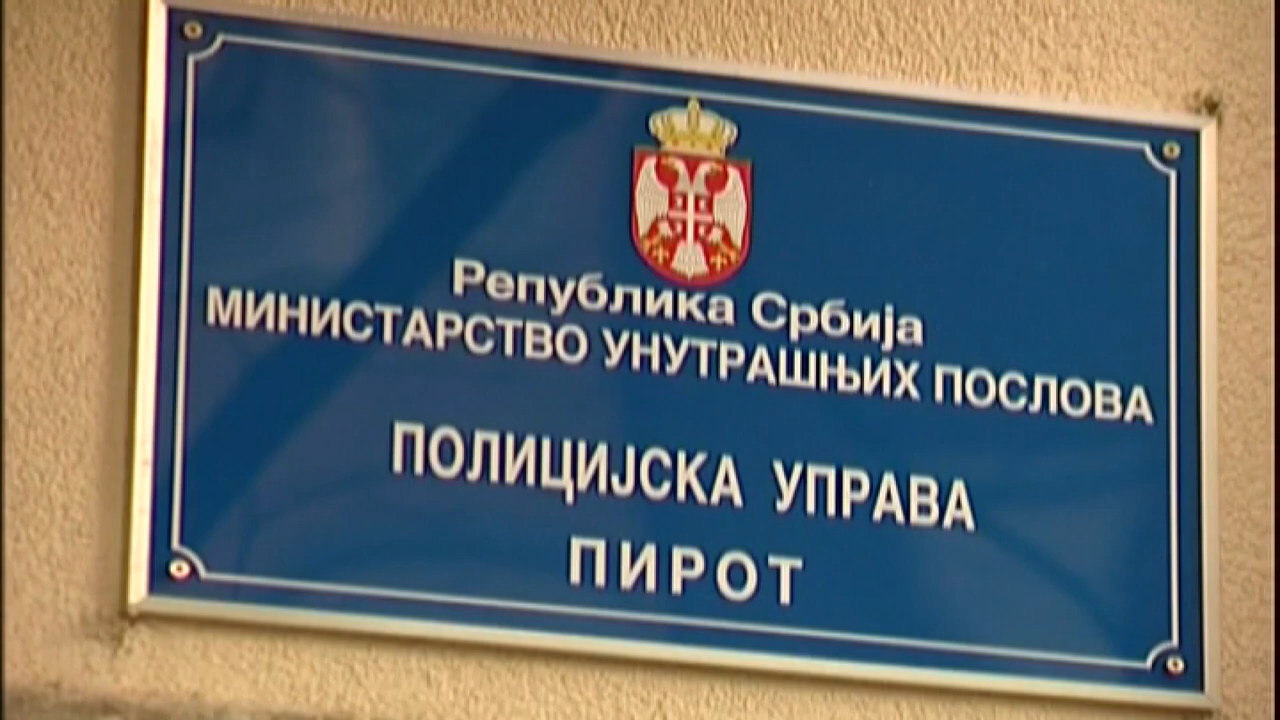 Република Србија
МИНИСТАРСТВО УНУТРАШЊИХ ПОСЛОВА
ПОЛИЦИЈСКА УПРАВА
ПИРОТ